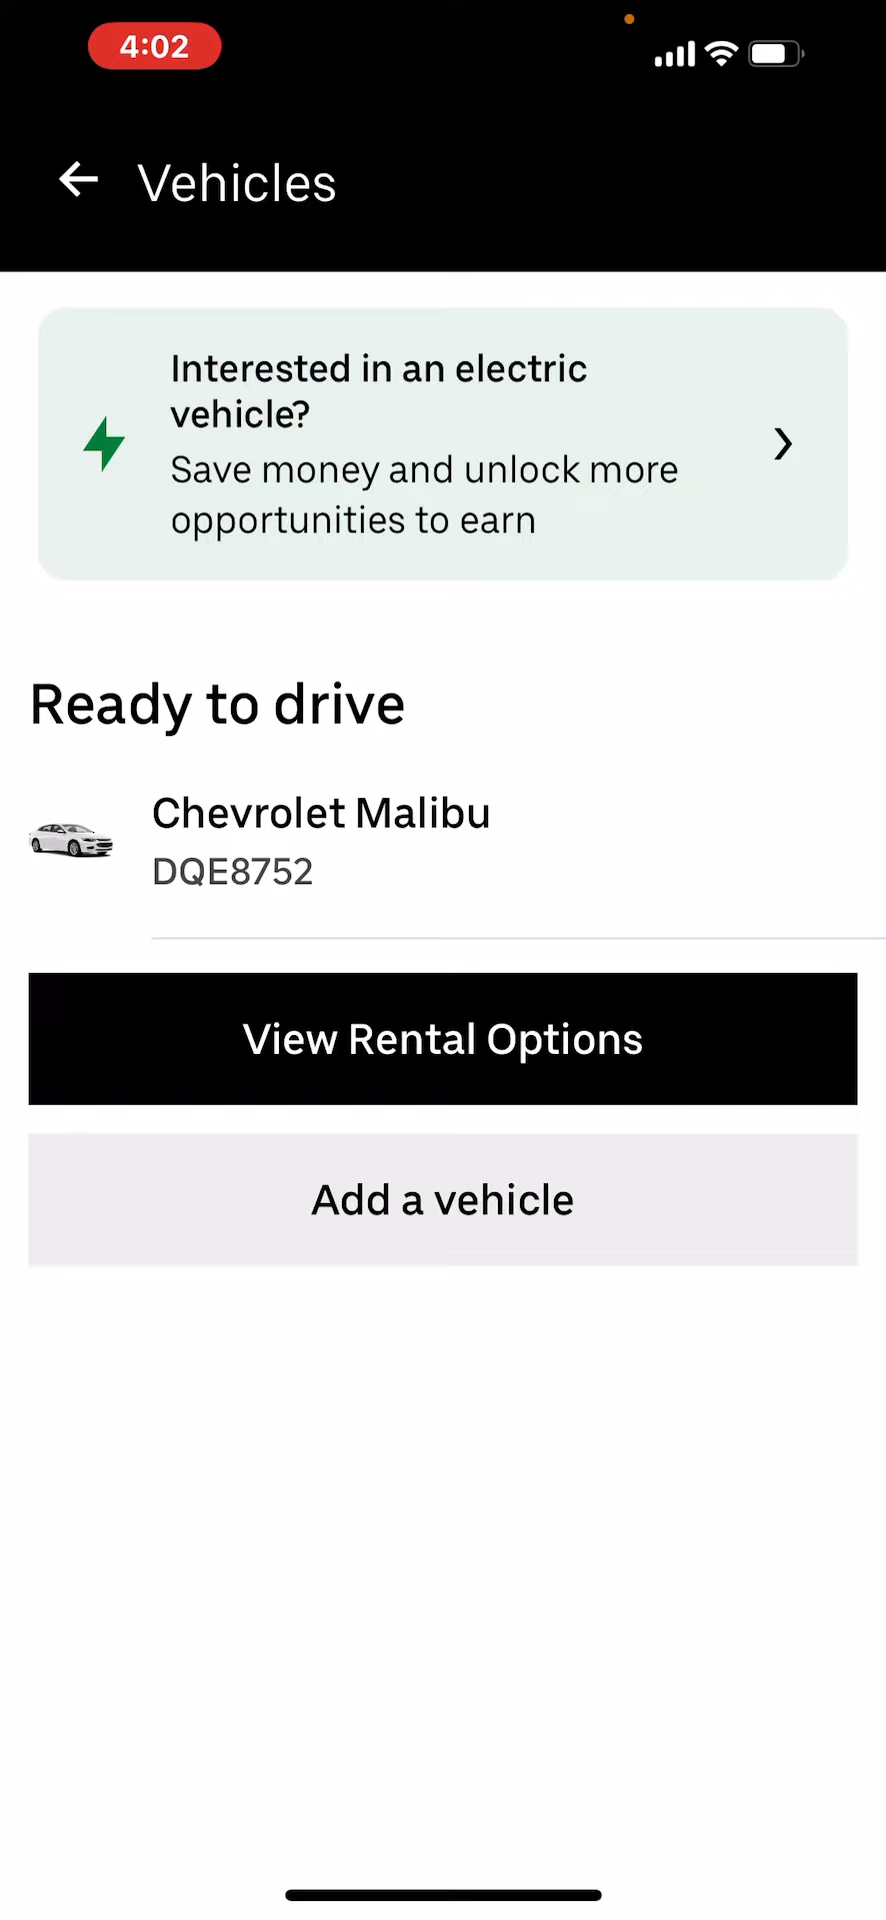 4:02
Vehicles
Interested in an electric
vehicle?
Save money and unlock more
opportunities to earn
Ready to drive
Chevrolet Malibu
DQE8752
View Rental Options
Add a vehicle